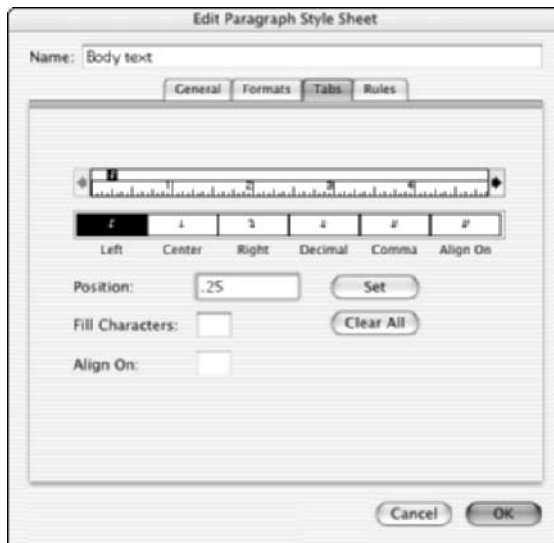 Edit Paragraph Style Sheet
Name: Body text
General Formats Tabs Rules
1 2 3 4
Left Center Right Decimal Comma Align On
Position: .25 Set
Fill Characters: Clear All
Align On:
Cancel OK